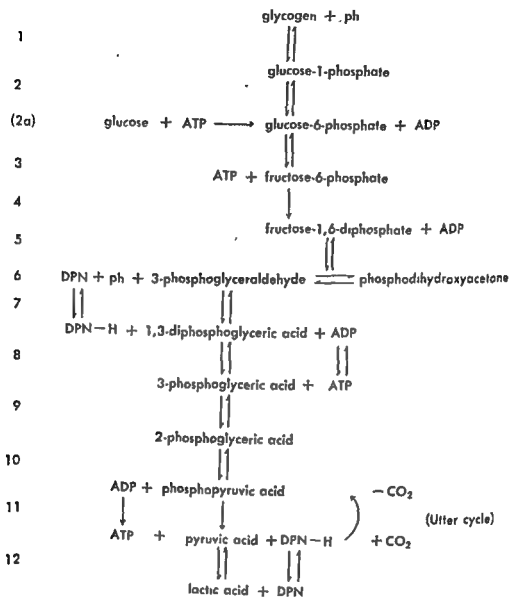 glycogen + ph
1
glucose-1-phosphate
2
(2a) glucose + ATP → glucose-6-phosphate + ADP
3
ATP + fructose-6-phosphate
4
fructose-1,6-diphosphate + ADP
5
6 DPN + ph + 3-phosphoglyceraldehyde ⇌ phosphodihydroxyacetone
7
DPN-H + 1,3-diphosphoglyceric acid + ADP
8
3-phosphoglyceric acid + ATP
9
2-phosphoglyceric acid
10
ADP + phosphopyruvic acid - CO₂
11 (Utter cycle)
ATP + pyruvic acid + DPN-H + CO₂
12
lactic acid + DPN